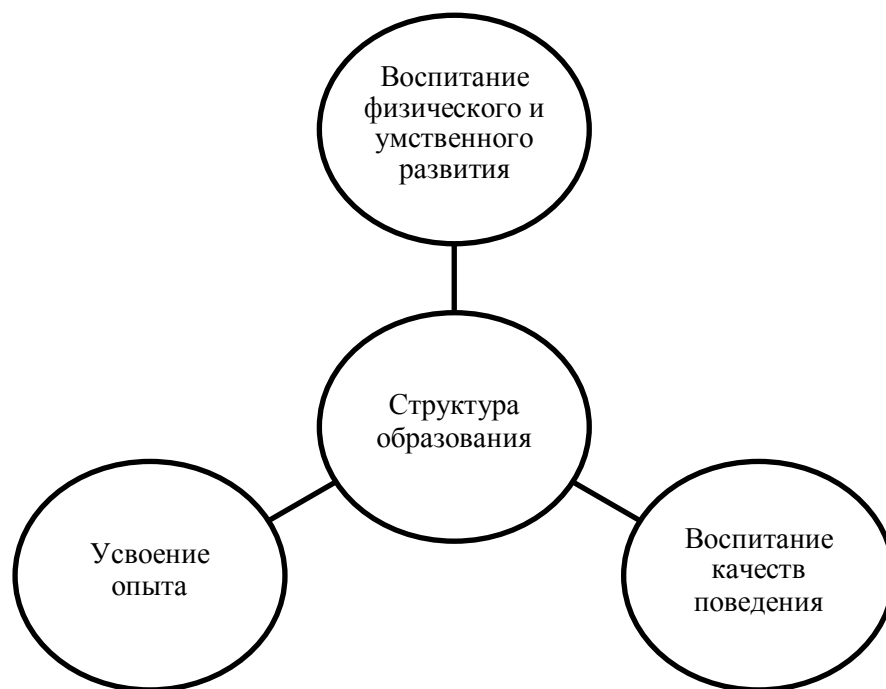 Воспитание
физического и
умственного
развития
Структура
образования
Усвоение
опыта
Воспитание
качеств
поведения